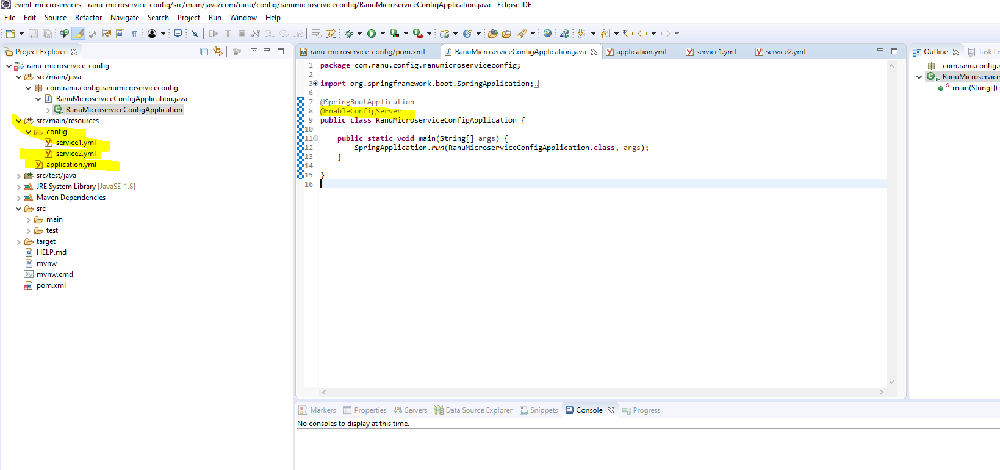 event-mricroservices - ranu-microservice-config/src/main/java/com/ranu/config/ranumicroserviceconfig/RanuMicroserviceConfigApplication.java - Eclipse IDE
File Edit Source Refactor Navigate Search Project Run Window Help
Project Explorer
ranu-microservice-config
src/main/java
com.ranu.config.ranumicroserviceconfig
RanuMicroserviceConfigApplication.java
RanuMicroserviceConfigApplication
src/main/resources
config
service1.yml
service2.yml
application.yml
src/test/java
JRE System Library [JavaSE-1.8]
Maven Dependencies
src
main
test
target
HELP.md
mvnw
mvnw.cmd
pom.xml
ranu-microservice-config/pom.xml RanuMicroserviceConfigApplication.java application.yml service1.yml service2.yml
1 package com.ranu.config.ranumicroserviceconfig;
2
3 import org.springframework.boot.SpringApplication;
6
7 @SpringBootApplication
8 @EnableConfigServer
9 public class RanuMicroserviceConfigApplication {
10
11 public static void main(String[] args) {
12 SpringApplication.run(RanuMicroserviceConfigApplication.class, args);
13 }
14
15 }
16
Outline Task Lis
com.ranu.config.r
RanuMicroservice
S main(String[]) :
Markers Properties Servers Data Source Explorer Snippets Console Progress
No consoles to display at this time.